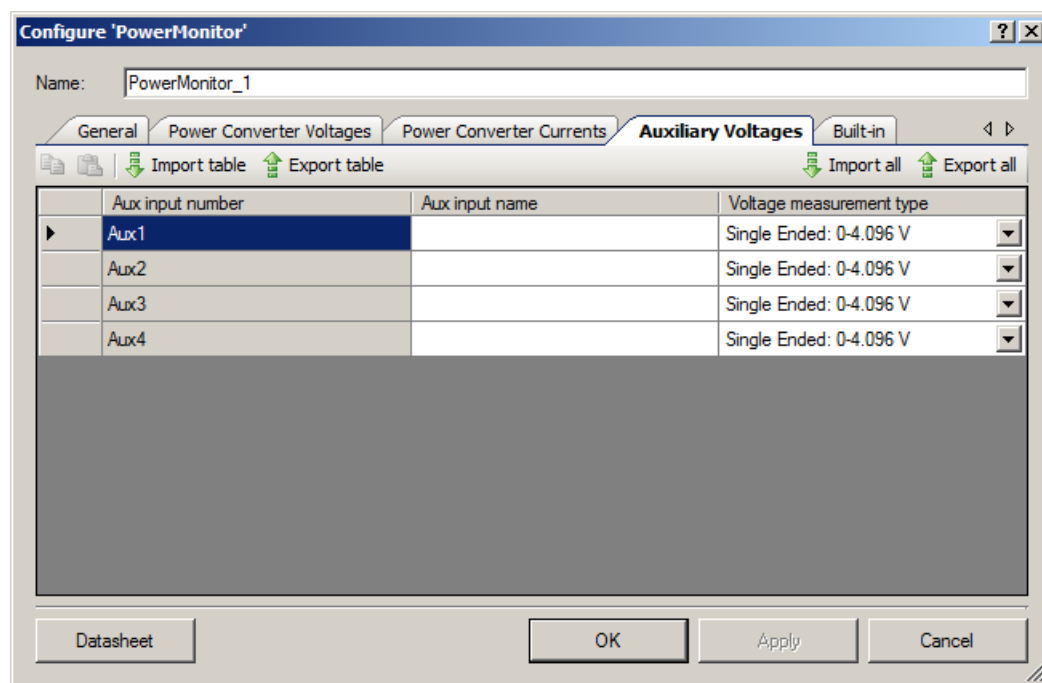 Configure 'PowerMonitor'
Name: PowerMonitor_1
General Power Converter Voltages Power Converter Currents Auxiliary Voltages Built-in
Import table Export table Import all Export all
Aux input number Aux input name Voltage measurement type
Aux1 Single Ended: 0-4.096 V
Aux2 Single Ended: 0-4.096 V
Aux3 Single Ended: 0-4.096 V
Aux4 Single Ended: 0-4.096 V
Datasheet OK Apply Cancel